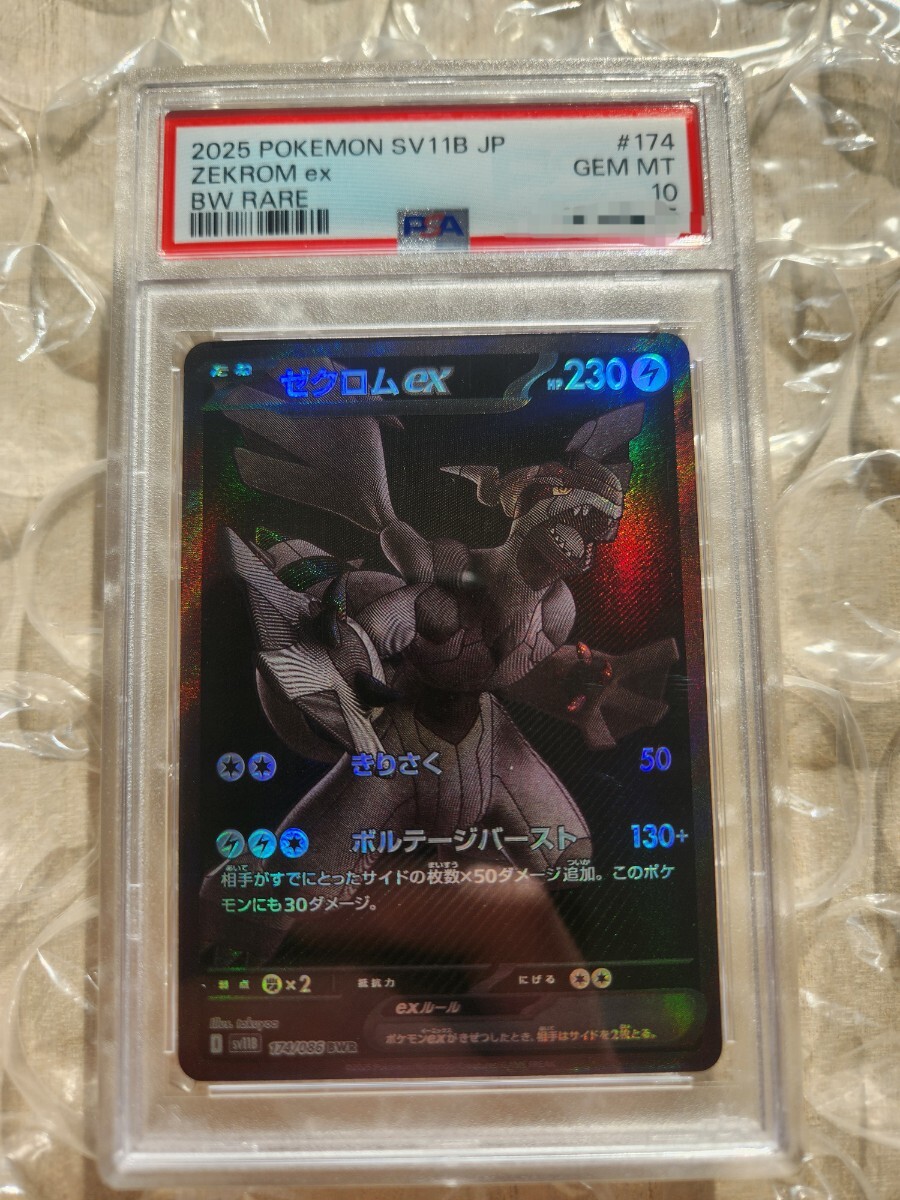 2025 POKEMON SV11B JP #174
ZEKROM ex GEM MT
BW RARE 10
PSA
たね ゼクロムex HP 230
きりさく 50
ボルテージバースト 130+
相手がすでにとったサイドの枚数×50ダメージ追加。このポケ
モンにも30ダメージ。
弱点 ×2 抵抗力 にげる
exルール
ポケモンexがきぜつしたとき、相手はサイドを2枚とる。
illus. takuyoa
I sv11B 174/086 BWR